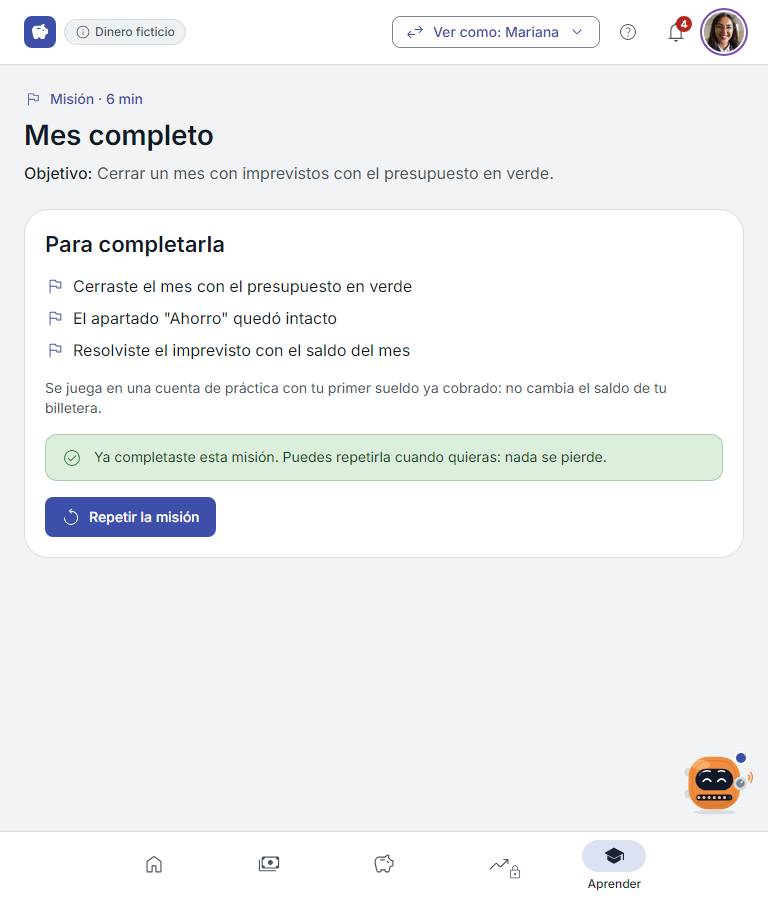 Dinero ficticio
Ver como: Mariana
4
Misión · 6 min
Mes completo
Objetivo: Cerrar un mes con imprevistos con el presupuesto en verde.
Para completarla
Cerraste el mes con el presupuesto en verde
El apartado "Ahorro" quedó intacto
Resolviste el imprevisto con el saldo del mes
Se juega en una cuenta de práctica con tu primer sueldo ya cobrado: no cambia el saldo de tu
billetera.
Ya completaste esta misión. Puedes repetirla cuando quieras: nada se pierde.
Repetir la misión
Aprender